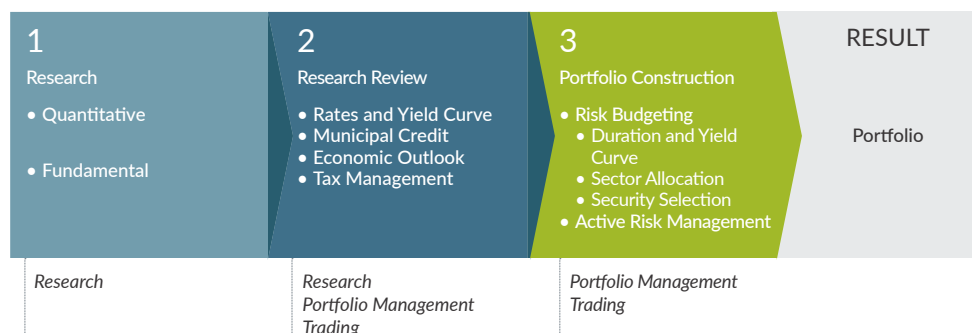 1
Research
• Quantitative
• Fundamental
2
Research Review
• Rates and Yield Curve
• Municipal Credit
• Economic Outlook
• Tax Management
3
Portfolio Construction
• Risk Budgeting
• Duration and Yield
Curve
• Sector Allocation
• Security Selection
• Active Risk Management
RESULT
Portfolio
Research
Research
Portfolio Management
Trading
Portfolio Management
Trading